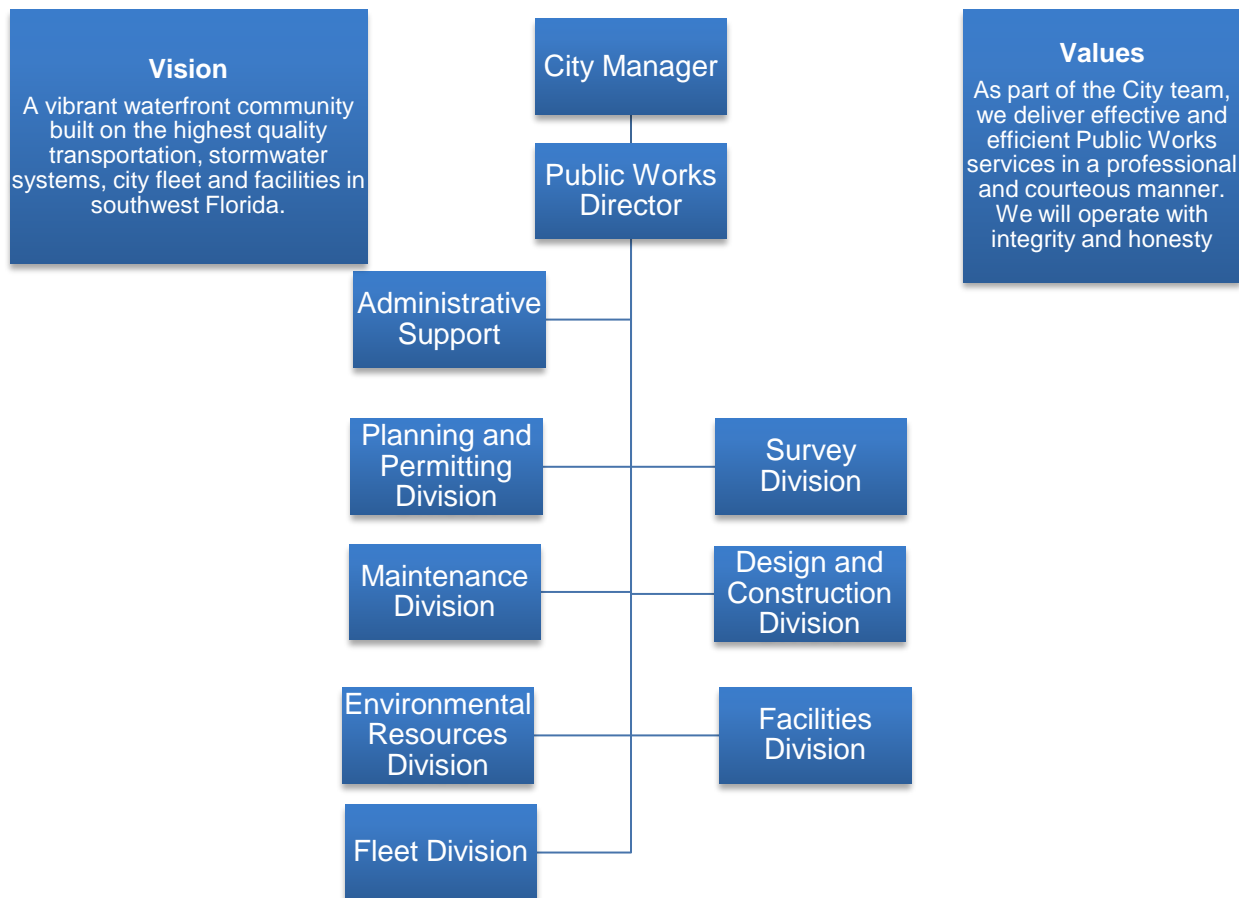 Vision
A vibrant waterfront community
built on the highest quality
transportation, stormwater
systems, city fleet and facilities in
southwest Florida.
City Manager
Values
As part of the City team,
we deliver effective and
efficient Public Works
services in a professional
and courteous manner.
We will operate with
integrity and honesty
Public Works
Director
Administrative
Support
Planning and
Permitting
Division
Survey
Division
Maintenance
Division
Design and
Construction
Division
Environmental
Resources
Division
Facilities
Division
Fleet Division